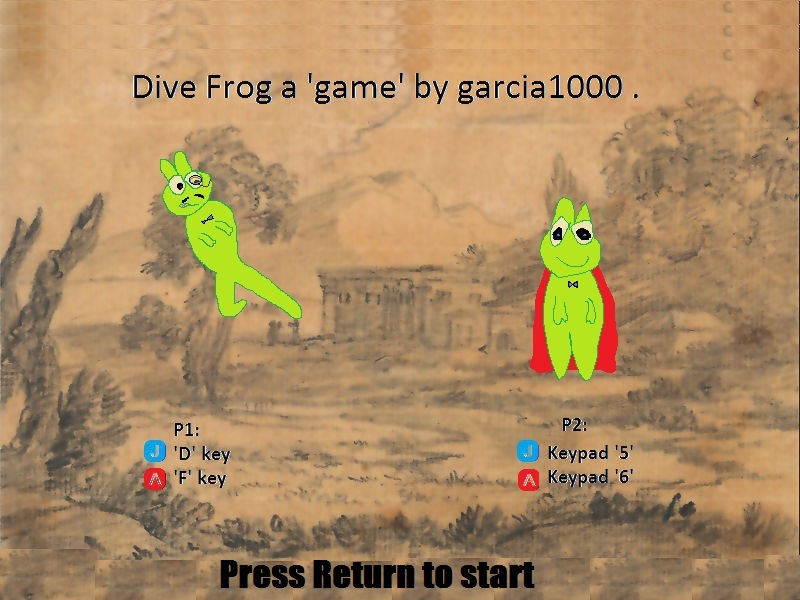 Dive Frog a 'game' by garcia1000 .
P1:
J 'D' key
A 'F' key
P2:
J Keypad '5'
A Keypad '6'
Press Return to start